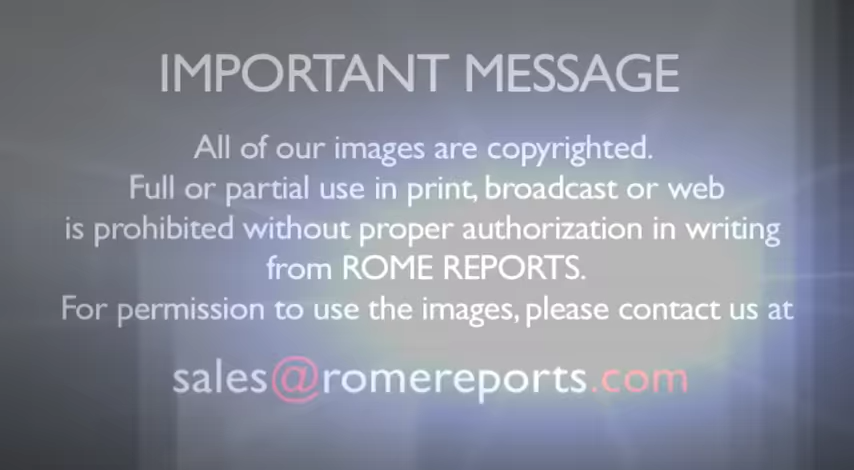 IMPORTANT MESSAGE
All of our images are copyrighted.
Full or partial use in print, broadcast or web
is prohibited without proper authorization in writing
from ROME REPORTS.
For permission to use the images, please contact us at
sales@romereports.com